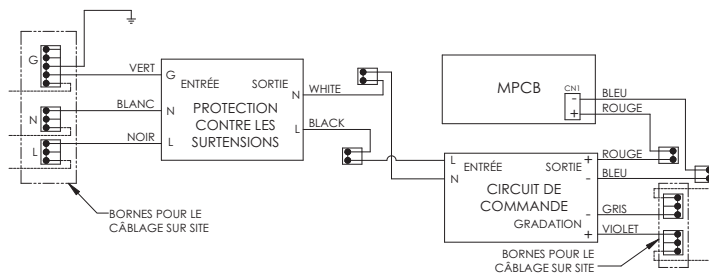 G
VERT
G
ENTRÉE
SORTIE
N
WHITE
BLANC
N
PROTECTION
CONTRE LES
SURTENSIONS
N
NOIR
L
L
BLACK
L
BORNES POUR LE
CÂBLAGE SUR SITE
MPCB
CN1
-
+
BLEU
ROUGE
L
ENTRÉE
SORTIE
+
ROUGE
N
-
BLEU
CIRCUIT DE
COMMANDE
-
GRIS
GRADATION
+
VIOLET
BORNES POUR LE
CÂBLAGE SUR SITE